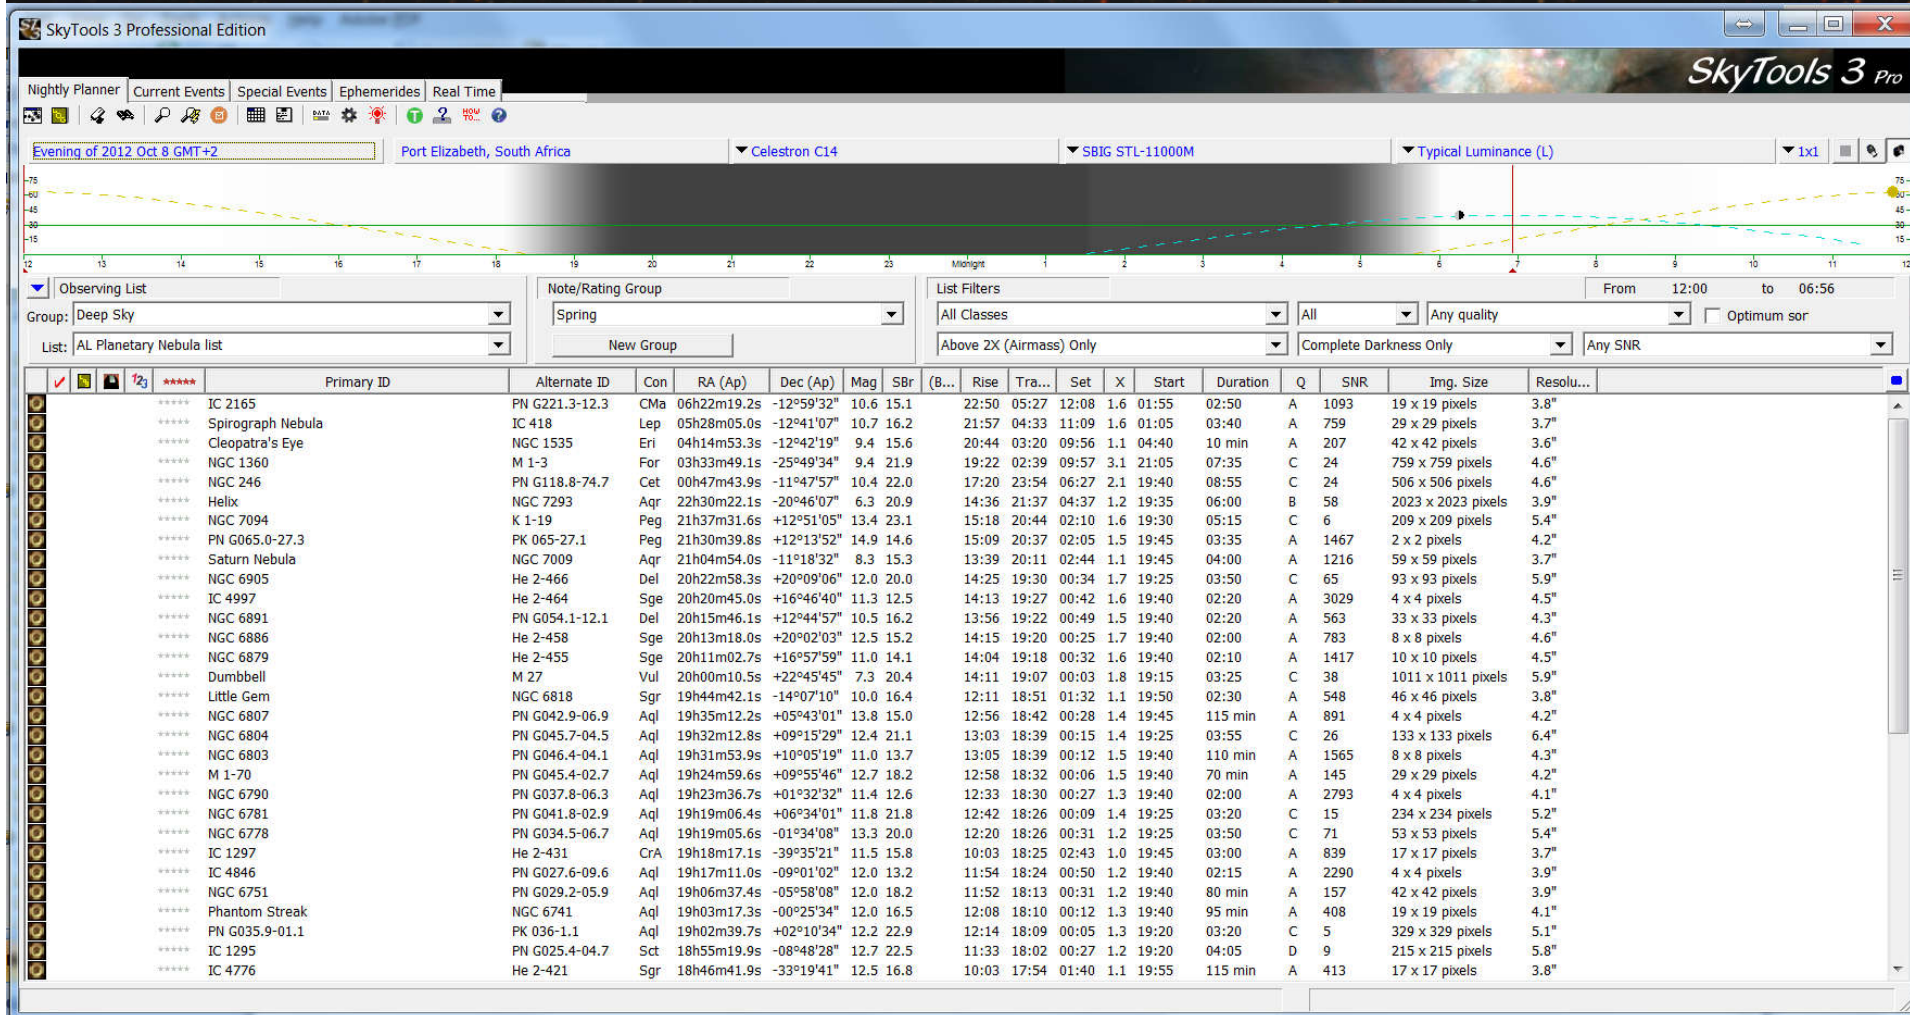 SkyTools 3 Professional Edition
SkyTools 3 Pro
Nightly Planner Current Events Special Events Ephemerides Real Time
DATA HOW TO...
Evening of 2012 Oct 8 GMT+2 Port Elizabeth, South Africa Celestron C14 SBIG STL-11000M Typical Luminance (L) 1x1
75 75
60
45 45
30 30
15 15
12 13 14 15 16 17 18 19 20 21 22 23 Midnight 1 2 3 4 5 6 7 8 9 10 11 12
Observing List Note/Rating Group List Filters From 12:00 to 06:56
Group: Deep Sky Spring All Classes All Any quality Optimum sor
List: AL Planetary Nebula list New Group Above 2X (Airmass) Only Complete Darkness Only Any SNR
123 ***** Primary ID Alternate ID Con RA (Ap) Dec (Ap) Mag SBr (B... Rise Tra... Set X Start Duration Q SNR Img. Size Resolu...
***** IC 2165 PN G221.3-12.3 CMa 06h22m19.2s -12°59'32" 10.6 15.1 22:50 05:27 12:08 1.6 01:55 02:50 A 1093 19 x 19 pixels 3.8"
***** Spirograph Nebula IC 418 Lep 05h28m05.0s -12°41'07" 10.7 16.2 21:57 04:33 11:09 1.6 01:05 03:40 A 759 29 x 29 pixels 3.7"
***** Cleopatra's Eye NGC 1535 Eri 04h14m53.3s -12°42'19" 9.4 15.6 20:44 03:20 09:56 1.1 04:40 10 min A 207 42 x 42 pixels 3.6"
***** NGC 1360 M 1-3 For 03h33m49.1s -25°49'34" 9.4 21.9 19:22 02:39 09:57 3.1 21:05 07:35 C 24 759 x 759 pixels 4.6"
***** NGC 246 PN G118.8-74.7 Cet 00h47m43.9s -11°47'57" 10.4 22.0 17:20 23:54 06:27 2.1 19:40 08:55 C 24 506 x 506 pixels 4.6"
***** Helix NGC 7293 Aqr 22h30m22.1s -20°46'07" 6.3 20.9 14:36 21:37 04:37 1.2 19:35 06:00 B 58 2023 x 2023 pixels 3.9"
***** NGC 7094 K 1-19 Peg 21h37m31.6s +12°51'05" 13.4 23.1 15:18 20:44 02:10 1.6 19:30 05:15 C 6 209 x 209 pixels 5.4"
***** PN G065.0-27.3 PK 065-27.1 Peg 21h30m39.8s +12°13'52" 14.9 14.6 15:09 20:37 02:05 1.5 19:45 03:35 A 1467 2 x 2 pixels 4.2"
***** Saturn Nebula NGC 7009 Aqr 21h04m54.0s -11°18'32" 8.3 15.3 13:39 20:11 02:44 1.1 19:45 04:00 A 1216 59 x 59 pixels 3.7"
***** NGC 6905 He 2-466 Del 20h22m58.3s +20°09'06" 12.0 20.0 14:25 19:30 00:34 1.7 19:25 03:50 C 65 93 x 93 pixels 5.9"
***** IC 4997 He 2-464 Sge 20h20m45.0s +16°46'40" 11.3 12.5 14:13 19:27 00:42 1.6 19:40 02:20 A 3029 4 x 4 pixels 4.5"
***** NGC 6891 PN G054.1-12.1 Del 20h15m46.1s +12°44'57" 10.5 16.2 13:56 19:22 00:49 1.5 19:40 02:20 A 563 33 x 33 pixels 4.3"
***** NGC 6886 He 2-458 Sge 20h13m18.0s +20°02'03" 12.5 15.2 14:15 19:20 00:25 1.7 19:40 02:00 A 783 8 x 8 pixels 4.6"
***** NGC 6879 He 2-455 Sge 20h11m02.7s +16°57'59" 11.0 14.1 14:04 19:18 00:32 1.6 19:40 02:10 A 1417 10 x 10 pixels 4.5"
***** Dumbbell M 27 Vul 20h00m10.5s +22°45'45" 7.3 20.4 14:11 19:07 00:03 1.8 19:15 03:25 C 38 1011 x 1011 pixels 5.9"
***** Little Gem NGC 6818 Sgr 19h44m42.1s -14°07'10" 10.0 16.4 12:11 18:51 01:32 1.1 19:50 02:30 A 548 46 x 46 pixels 3.8"
***** NGC 6807 PN G042.9-06.9 Aql 19h35m12.2s +05°43'01" 13.8 15.0 12:56 18:42 00:28 1.4 19:45 115 min A 891 4 x 4 pixels 4.2"
***** NGC 6804 PN G045.7-04.5 Aql 19h32m12.8s +09°15'29" 12.4 21.1 13:03 18:39 00:15 1.4 19:25 03:55 C 26 133 x 133 pixels 6.4"
***** NGC 6803 PN G046.4-04.1 Aql 19h31m53.9s +10°05'19" 11.0 13.7 13:05 18:39 00:12 1.5 19:40 110 min A 1565 8 x 8 pixels 4.3"
***** M 1-70 PN G045.4-02.7 Aql 19h24m59.6s +09°55'46" 12.7 18.2 12:58 18:32 00:06 1.5 19:40 70 min A 145 29 x 29 pixels 4.2"
***** NGC 6790 PN G037.8-06.3 Aql 19h23m36.7s +01°32'32" 11.4 12.6 12:33 18:30 00:27 1.3 19:40 02:00 A 2793 4 x 4 pixels 4.1"
***** NGC 6781 PN G041.8-02.9 Aql 19h19m06.4s +06°34'01" 11.8 21.8 12:42 18:26 00:09 1.4 19:25 03:20 C 15 234 x 234 pixels 5.2"
***** NGC 6778 PN G034.5-06.7 Aql 19h19m05.6s -01°34'08" 13.3 20.0 12:20 18:26 00:31 1.2 19:25 03:50 C 71 53 x 53 pixels 5.4"
***** IC 1297 He 2-431 CrA 19h18m17.1s -39°35'21" 11.5 15.8 10:03 18:25 02:43 1.0 19:45 03:00 A 839 17 x 17 pixels 3.7"
***** IC 4846 PN G027.6-09.6 Aql 19h17m11.0s -09°01'02" 12.0 13.2 11:54 18:24 00:50 1.2 19:40 02:15 A 2290 4 x 4 pixels 3.9"
***** NGC 6751 PN G029.2-05.9 Aql 19h06m37.4s -05°58'08" 12.0 18.2 11:52 18:13 00:31 1.2 19:40 80 min A 157 42 x 42 pixels 3.9"
***** Phantom Streak NGC 6741 Aql 19h03m17.3s -00°25'34" 12.0 16.5 12:08 18:10 00:12 1.3 19:40 95 min A 408 19 x 19 pixels 4.1"
***** PN G035.9-01.1 PK 036-1.1 Aql 19h02m39.7s +02°10'34" 12.2 22.9 12:14 18:09 00:05 1.3 19:20 03:20 C 5 329 x 329 pixels 5.1"
***** IC 1295 PN G025.4-04.7 Sct 18h55m19.9s -08°48'28" 12.7 22.5 11:33 18:02 00:27 1.2 19:20 04:05 D 9 215 x 215 pixels 5.8"
***** IC 4776 He 2-421 Sgr 18h46m41.9s -33°19'41" 12.5 16.8 10:03 17:54 01:40 1.1 19:55 115 min A 413 17 x 17 pixels 3.8"